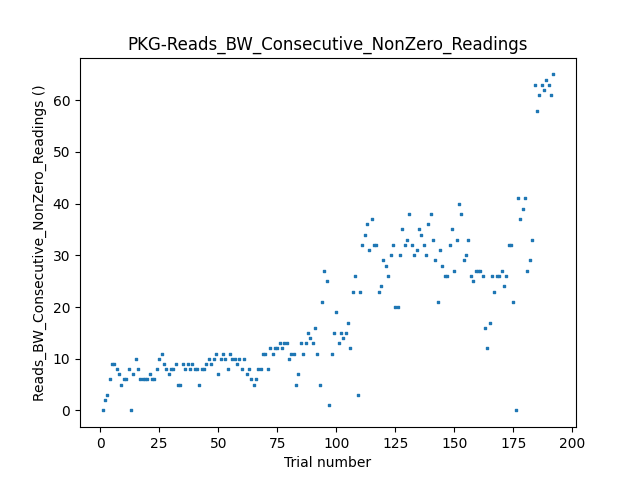 PKG-Reads_BW_Consecutive_NonZero_Readings
Reads_BW_Consecutive_NonZero_Readings ()
60
50
40
30
20
10
0
0 25 50 75 100 125 150 175 200
Trial number